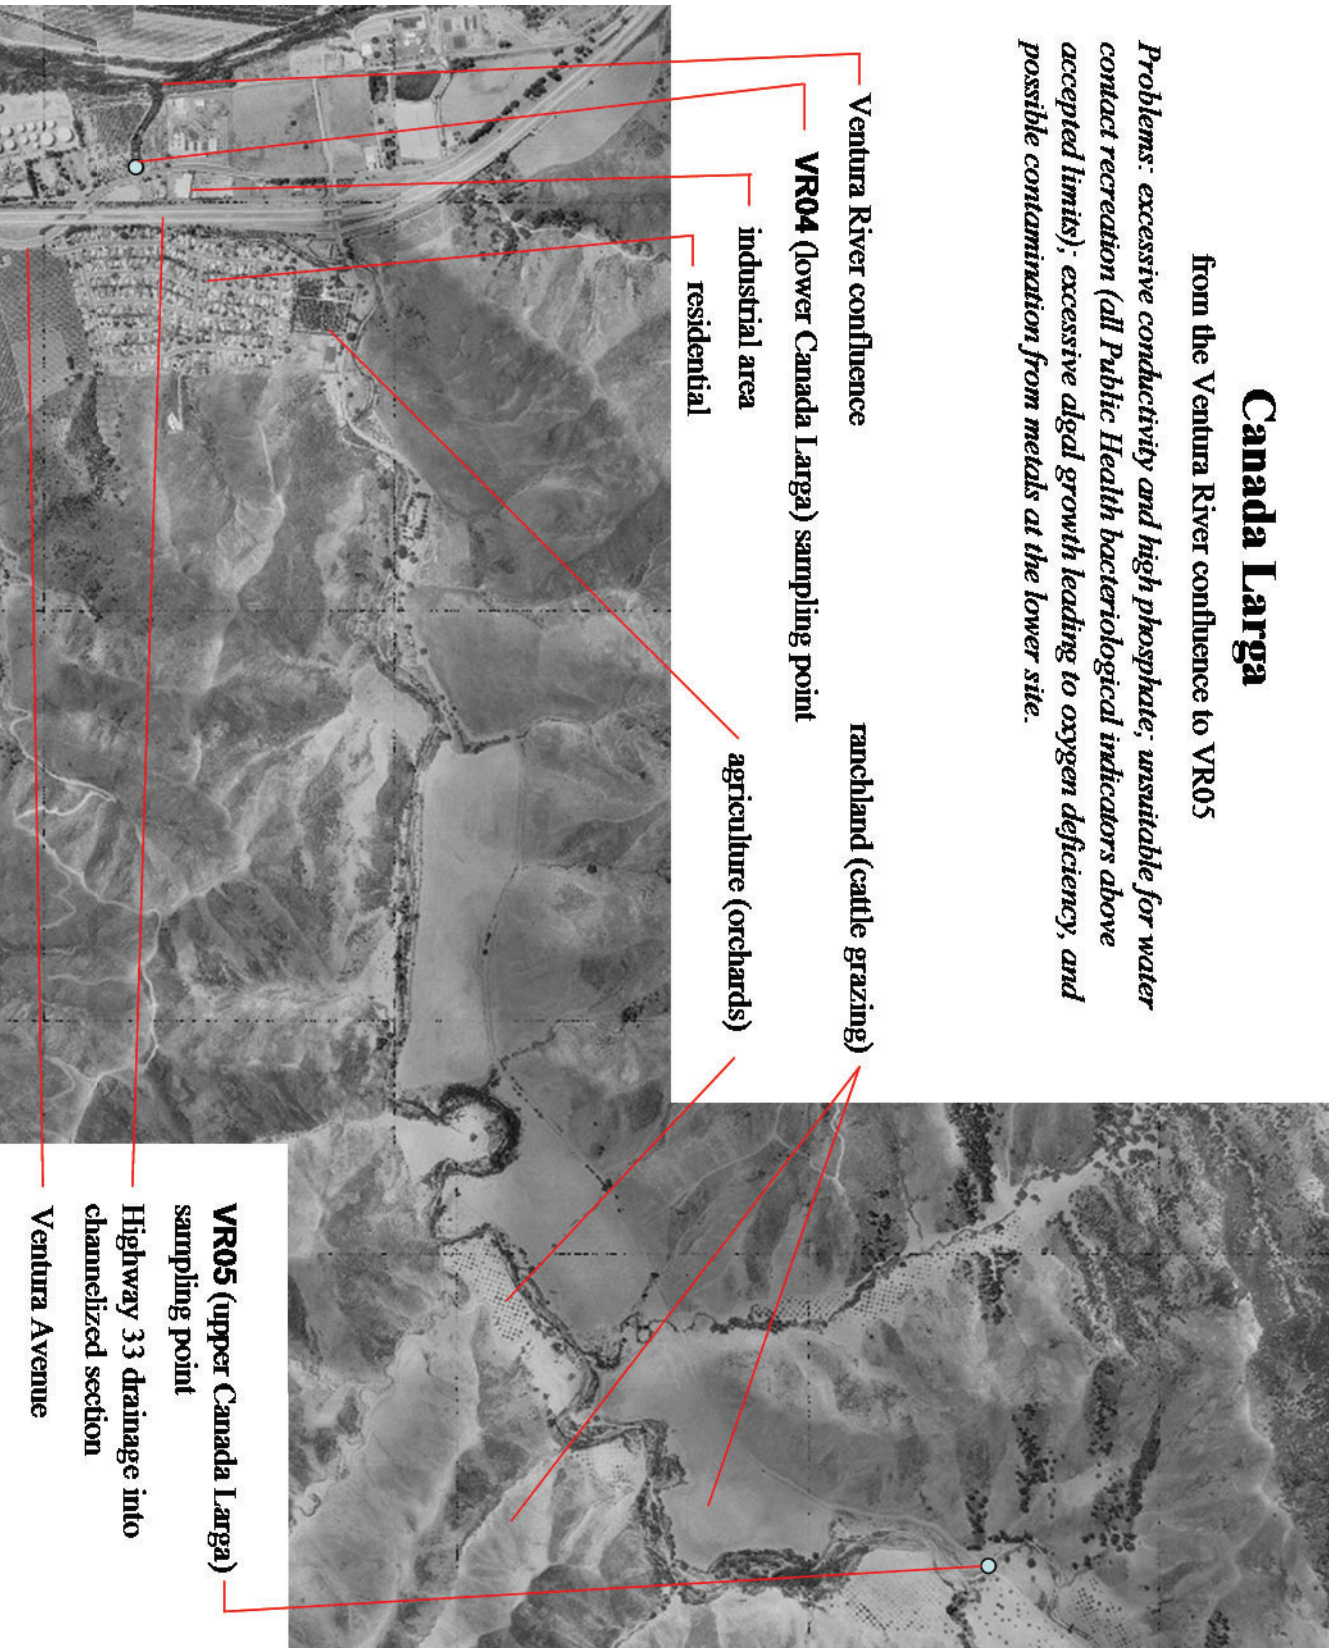 Canada Larga
from the Ventura River confluence to VR05
Problems: excessive conductivity and high phosphate; unsuitable for water
contact recreation (all Public Health bacteriological indicators above
accepted limits); excessive algal growth leading to oxygen deficiency, and
possible contamination from metals at the lower site.
Ventura River confluence
ranchland (cattle grazing)
VR04 (lower Canada Larga) sampling point
industrial area
agriculture (orchards)
residential
VR05 (upper Canada Larga)
sampling point
Highway 33 drainage into
channelized section
Ventura Avenue